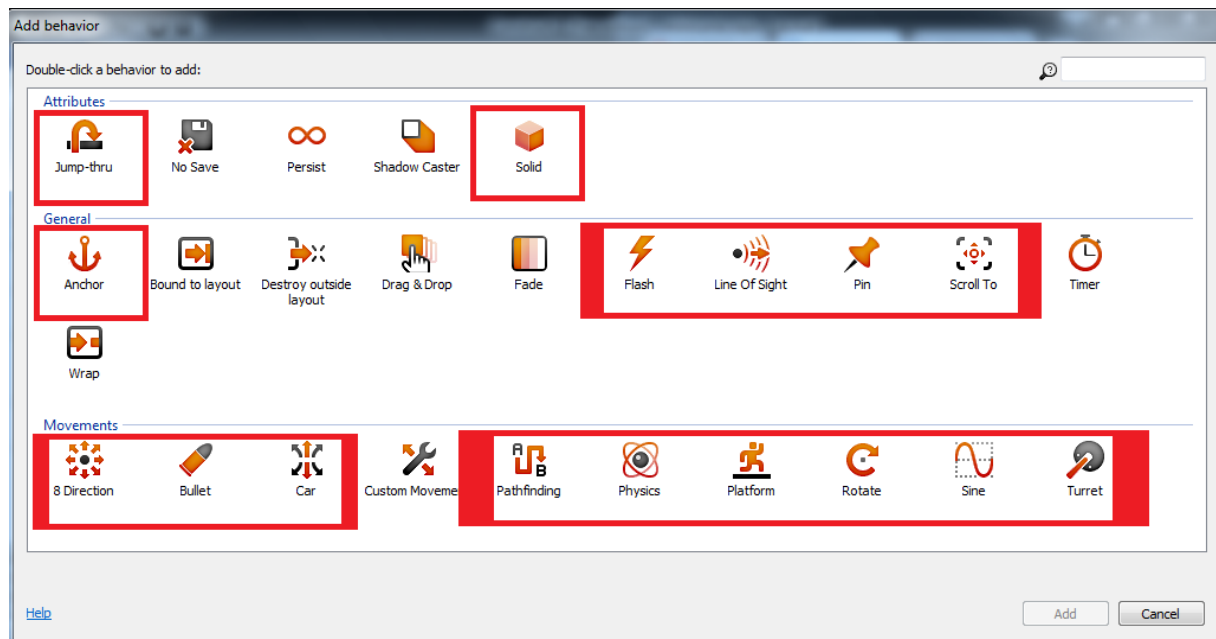 Add behavior
Double-click a behavior to add:
Attributes
Jump-thru No Save Persist Shadow Caster Solid
General
Anchor Bound to layout Destroy outside layout Drag & Drop Fade Flash Line Of Sight Pin Scroll To Timer
Wrap
Movements
8 Direction Bullet Car Custom Moveme Pathfinding Physics Platform Rotate Sine Turret
Help
Add Cancel